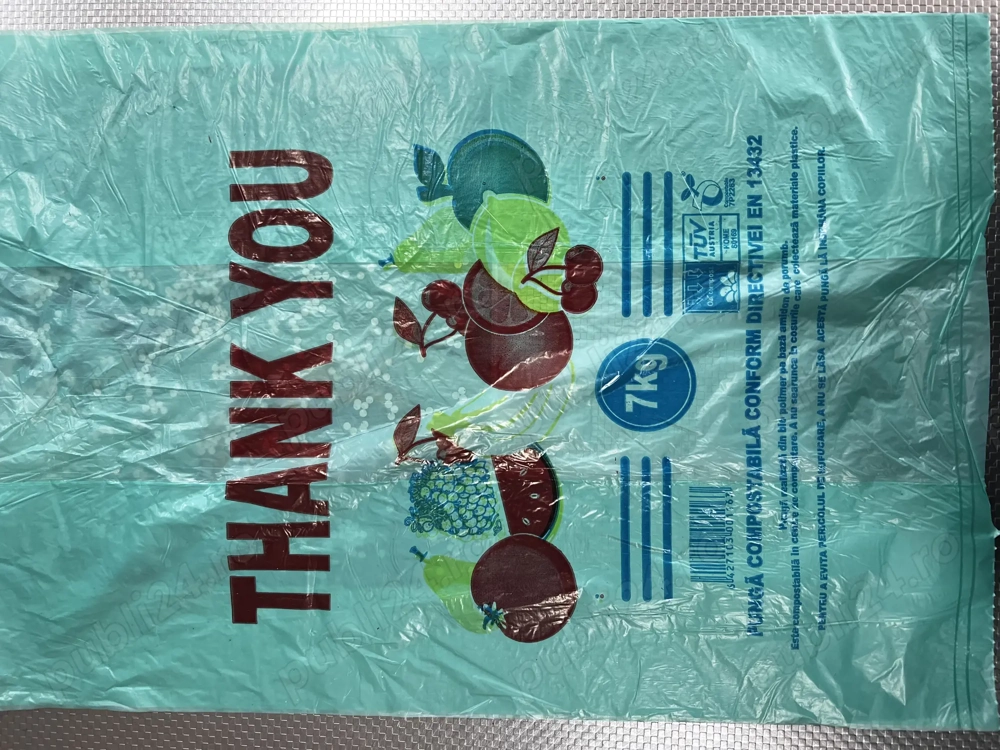 THANK YOU
7kg
TÜV
AUSTRIA
HOME
7P2263
PUNGĂ COMPOSTABILĂ CONFORM DIRECTIVEI EN 13432
din bio polimer pe bază amidon de porumb.
Este compostabilă în centre de compostare. A nu se arunca în coșurile care colectează materiale plastice.
PENTRU A EVITA PERICOLUL DE SUFOCARE, A NU SE LĂSA ACEASTĂ PUNGĂ LA ÎNDEMÂNA COPIILOR.